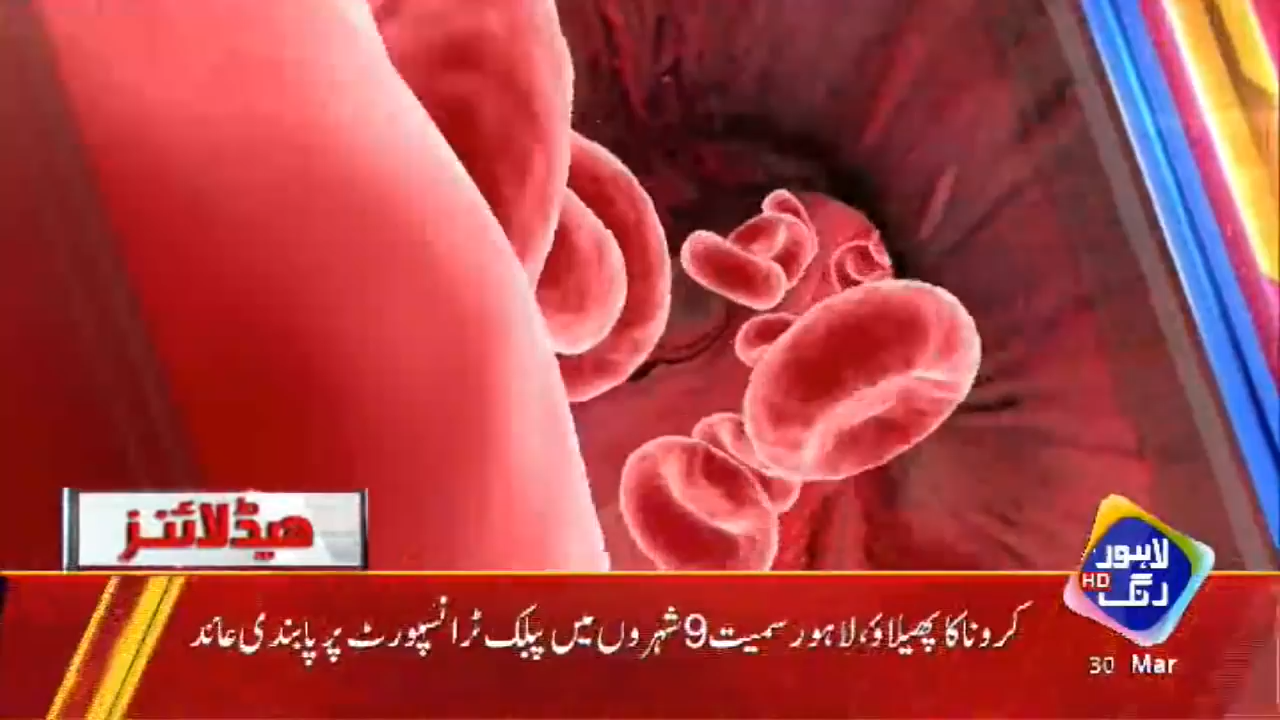 ہیڈلائنز
لاہور
HD رنگ
کرونا کا پھیلاؤ، لاہور سمیت 9 شہروں میں پبلک ٹرانسپورٹ پر پابندی عائد
30 Mar